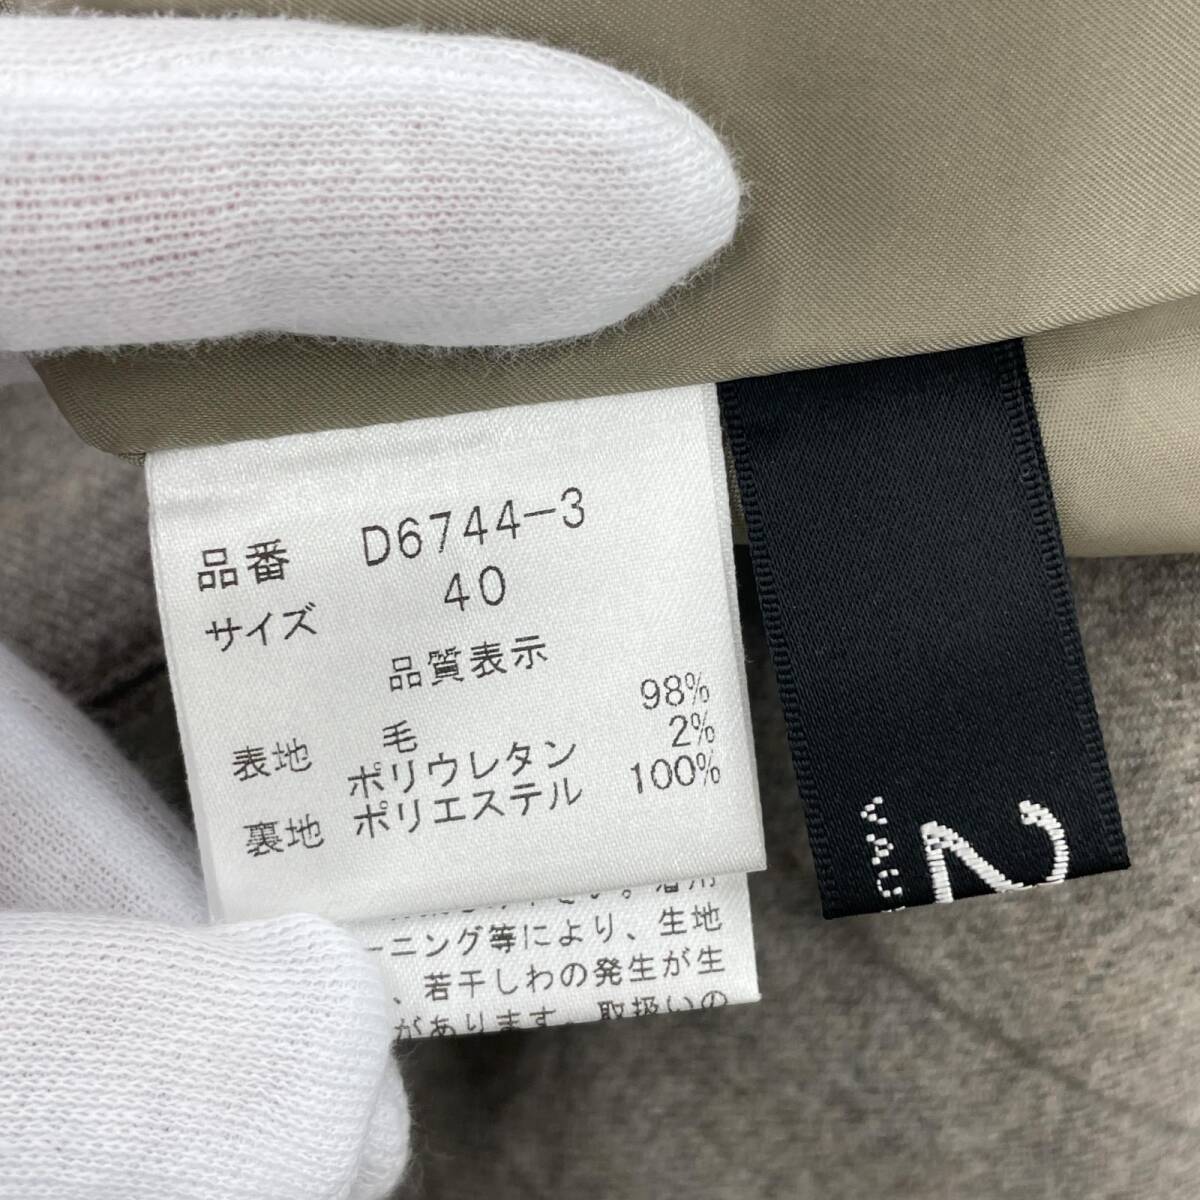 品番 D6744-3
サイズ 40
品質表示
表地 毛 98%
ポリウレタン 2%
裏地 ポリエステル 100%
ーニング等により、生地
、若干しわの発生が生
があります。取扱いの